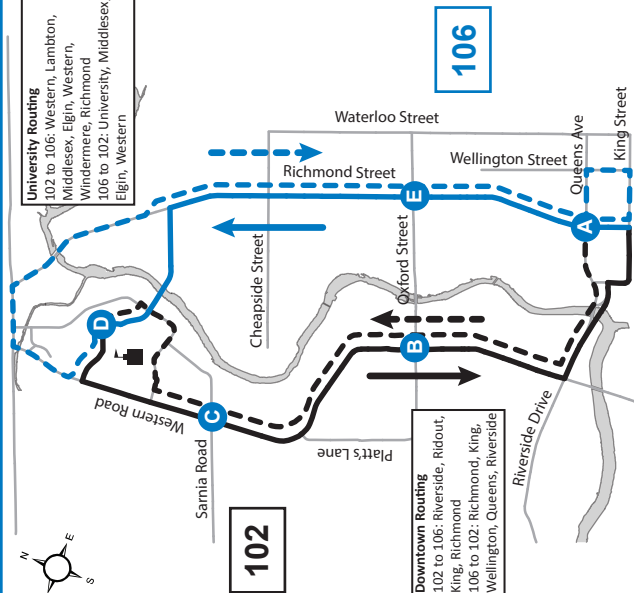 University Routing
102 to 106: Western, Lambton,
Middlesex, Elgin, Western,
Windermere, Richmond
106 to 102: University, Middlesex,
Elgin, Western
106
Waterloo Street
Wellington Street
Queens Ave
King Street
Richmond Street
Cheapside Street
Oxford Street
A
E
D
B
C
Western Road
Sarnia Road
Platt's Lane
Riverside Drive
102
Downtown Routing
102 to 106: Riverside, Ridout,
King, Richmond
106 to 102: Richmond, King,
Wellington, Queens, Riverside
N
E
S